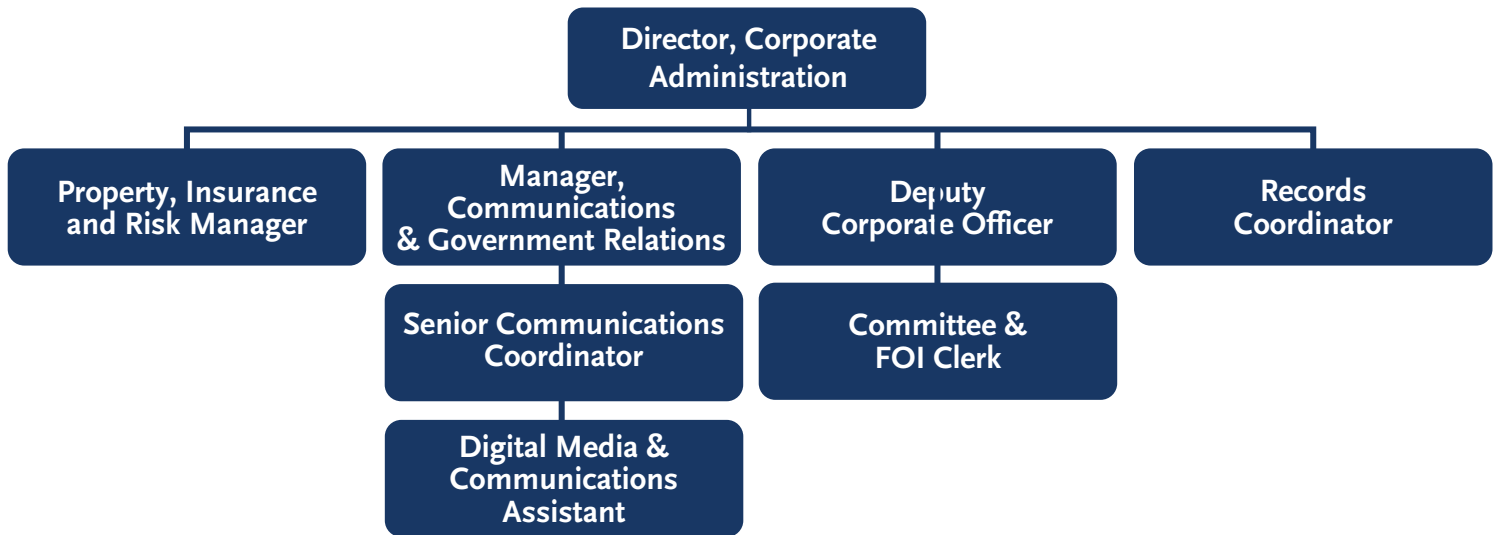 Director, Corporate
Administration
Property, Insurance
and Risk Manager
Manager,
Communications
& Government Relations
Deputy
Corporate Officer
Records
Coordinator
Senior Communications
Coordinator
Committee &
FOI Clerk
Digital Media &
Communications
Assistant